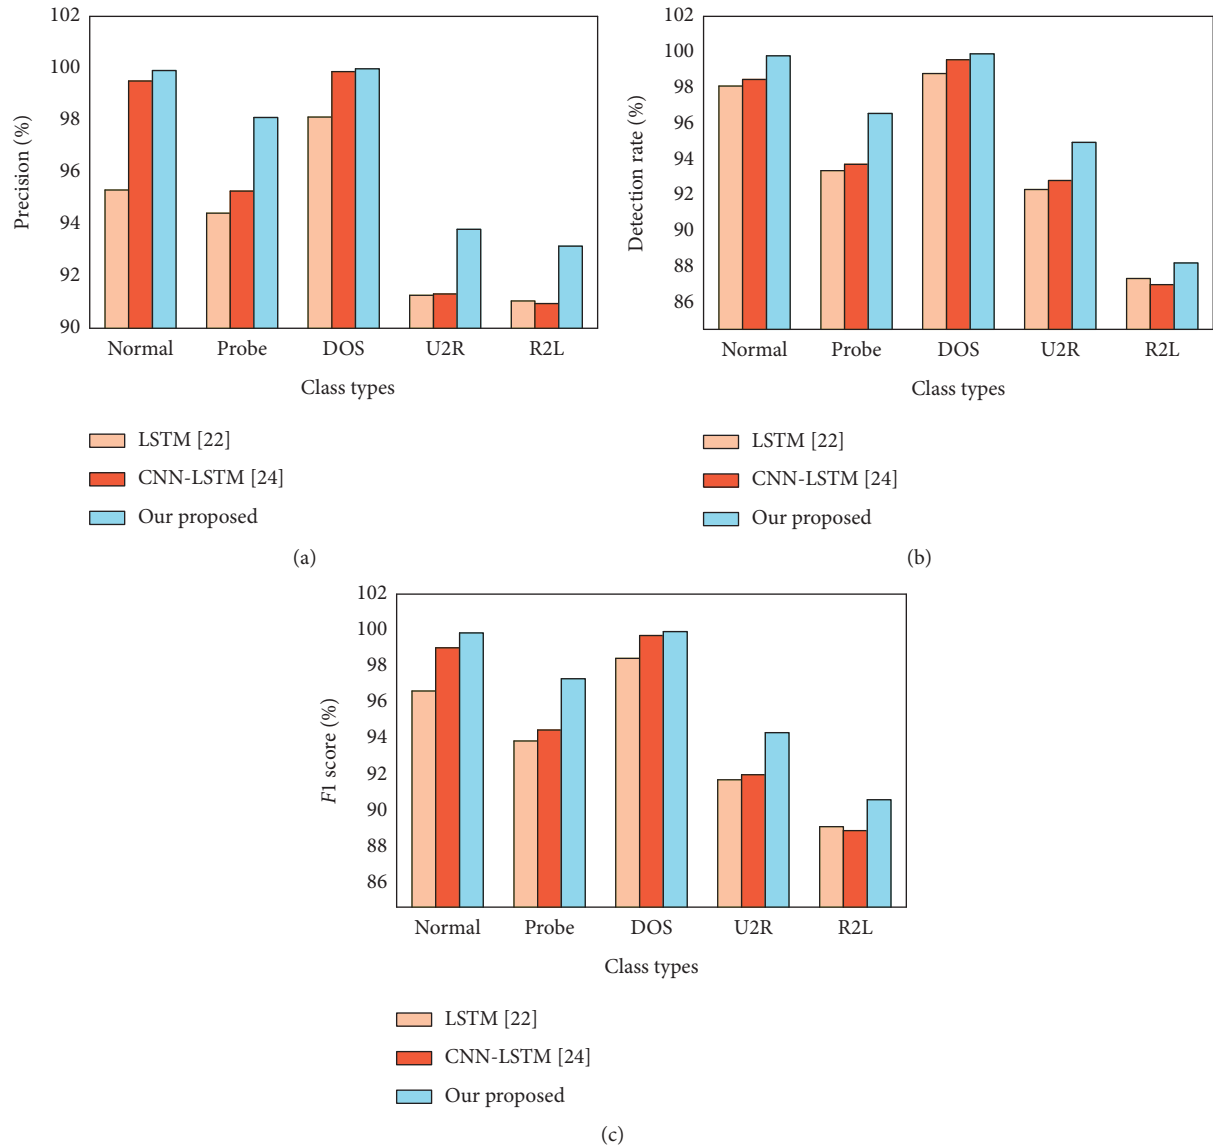 102
100
98
96
94
92
90
Precision (%)
Normal Probe DOS U2R R2L
Class types
LSTM [22]
CNN-LSTM [24]
Our proposed
(a)
102
100
98
96
94
92
90
88
86
Detection rate (%)
Normal Probe DOS U2R R2L
Class types
LSTM [22]
CNN-LSTM [24]
Our proposed
(b)
102
100
98
96
94
92
90
88
86
F1 score (%)
Normal Probe DOS U2R R2L
Class types
LSTM [22]
CNN-LSTM [24]
Our proposed
(c)